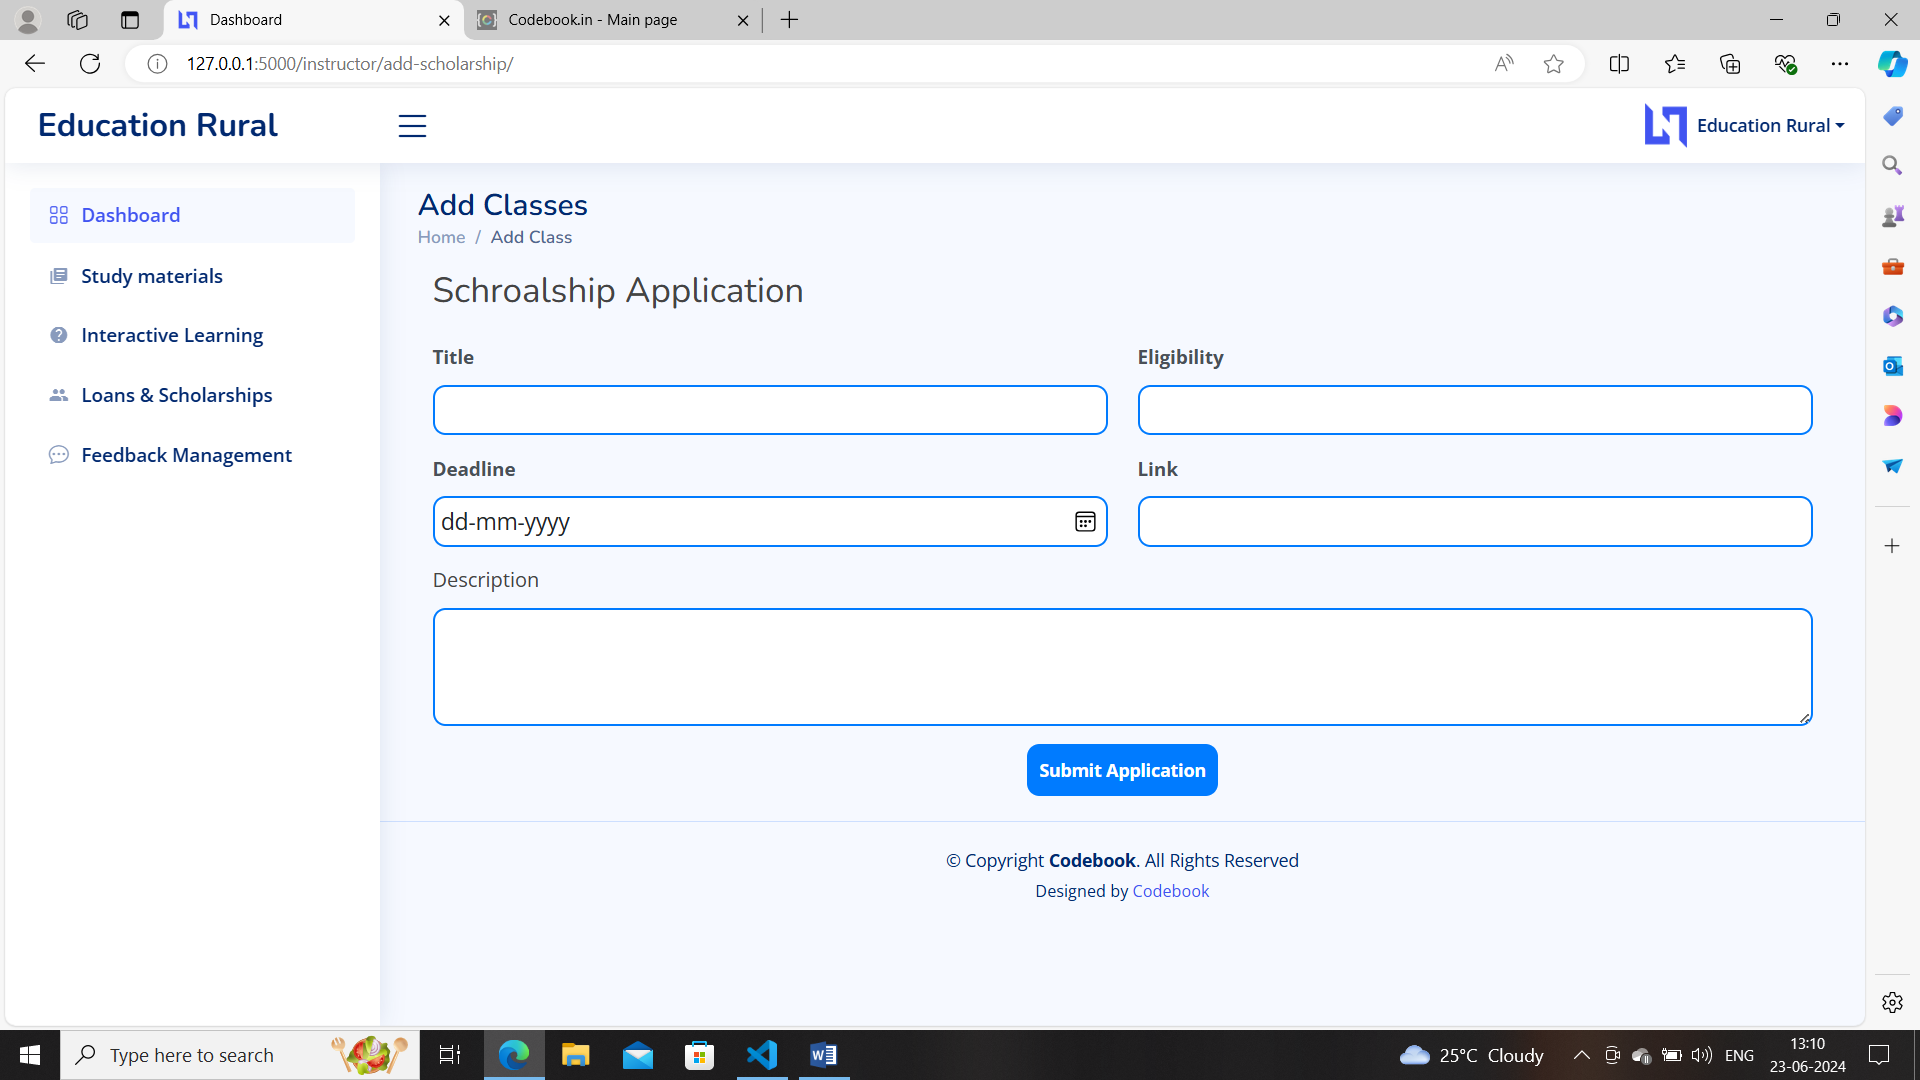 Dashboard
Codebook.in - Main page
127.0.0.1:5000/instructor/add-scholarship/
Education Rural
Education Rural
Dashboard
Study materials
Interactive Learning
Loans & Scholarships
Feedback Management
Add Classes
Home / Add Class
Schroalship Application
Title
Eligibility
Deadline
Link
dd-mm-yyyy
Description
Submit Application
© Copyright Codebook. All Rights Reserved
Designed by Codebook
Type here to search
25°C Cloudy
ENG
13:10
23-06-2024